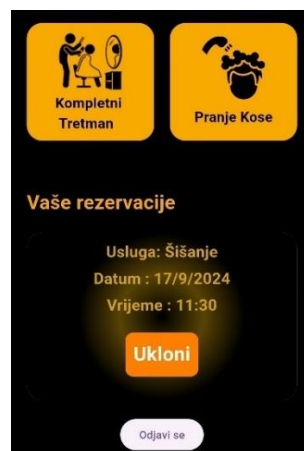 Kompletni
Tretman
Pranje Kose
Vaše rezervacije
Usluga: Šišanje
Datum : 17/9/2024
Vrijeme : 11:30
Ukloni
Odjavi se